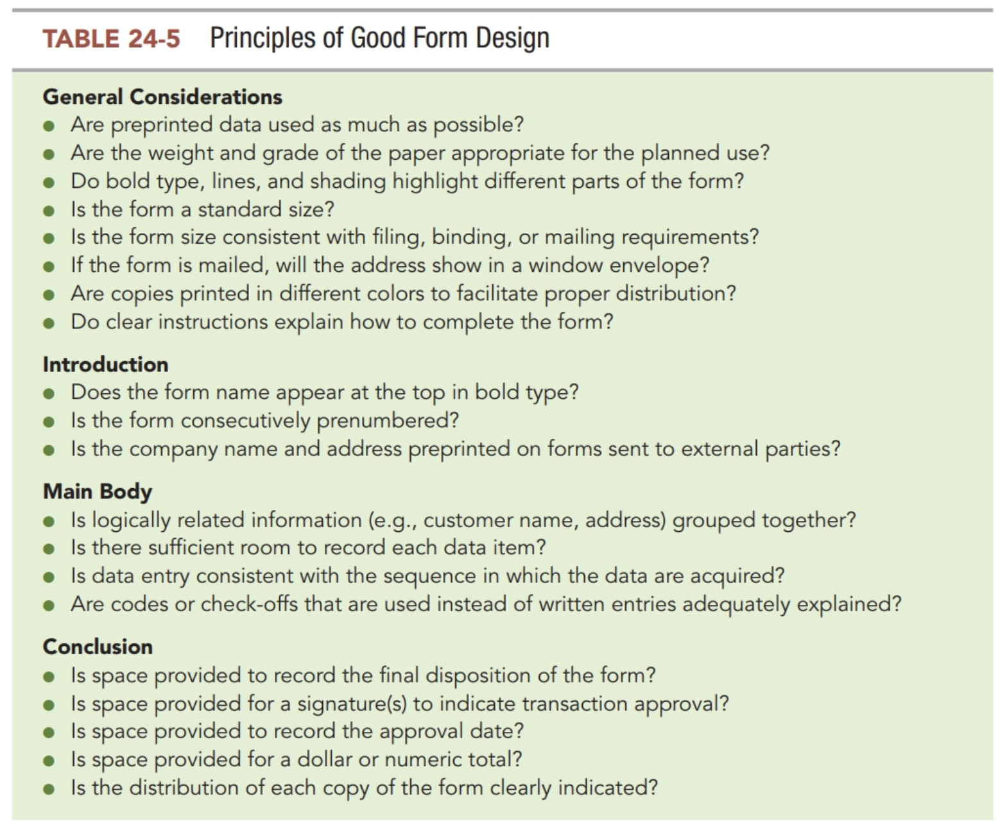 TABLE 24-5 Principles of Good Form Design
General Considerations
● Are preprinted data used as much as possible?
● Are the weight and grade of the paper appropriate for the planned use?
● Do bold type, lines, and shading highlight different parts of the form?
● Is the form a standard size?
● Is the form size consistent with filing, binding, or mailing requirements?
● If the form is mailed, will the address show in a window envelope?
● Are copies printed in different colors to facilitate proper distribution?
● Do clear instructions explain how to complete the form?
Introduction
● Does the form name appear at the top in bold type?
● Is the form consecutively prenumbered?
● Is the company name and address preprinted on forms sent to external parties?
Main Body
● Is logically related information (e.g., customer name, address) grouped together?
● Is there sufficient room to record each data item?
● Is data entry consistent with the sequence in which the data are acquired?
● Are codes or check-offs that are used instead of written entries adequately explained?
Conclusion
● Is space provided to record the final disposition of the form?
● Is space provided for a signature(s) to indicate transaction approval?
● Is space provided to record the approval date?
● Is space provided for a dollar or numeric total?
● Is the distribution of each copy of the form clearly indicated?